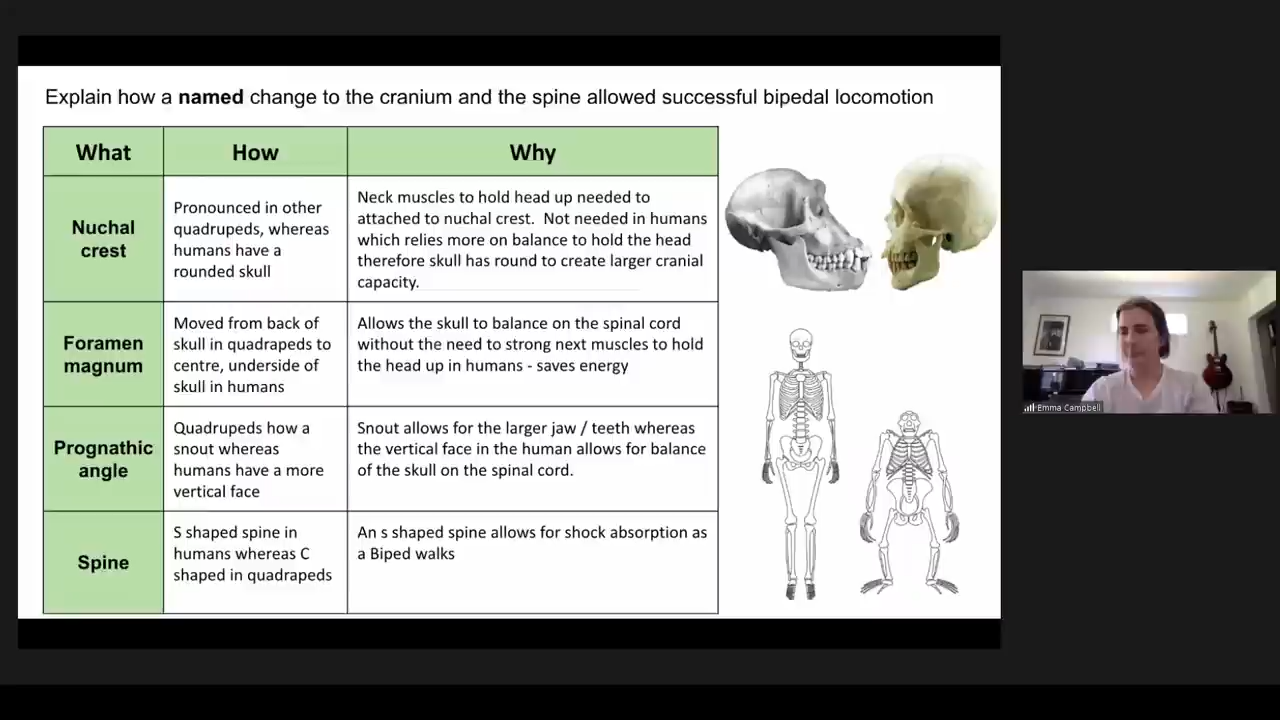 Explain how a named change to the cranium and the spine allowed successful bipedal locomotion
What
How
Why
Nuchal
crest
Pronounced in other
quadrupeds, whereas
humans have a
rounded skull
Neck muscles to hold head up needed to
attached to nuchal crest.  Not needed in humans
which relies more on balance to hold the head
therefore skull has round to create larger cranial
capacity.
Foramen
magnum
Moved from back of
skull in quadrapeds to
centre, underside of
skull in humans
Allows the skull to balance on the spinal cord
without the need to strong next muscles to hold
the head up in humans - saves energy
Prognathic
angle
Quadrupeds how a
snout whereas
humans have a more
vertical face
Snout allows for the larger jaw / teeth whereas
the vertical face in the human allows for balance
of the skull on the spinal cord.
Spine
S shaped spine in
humans whereas C
shaped in quadrapeds
An s shaped spine allows for shock absorption as
a Biped walks
Emma Campbell